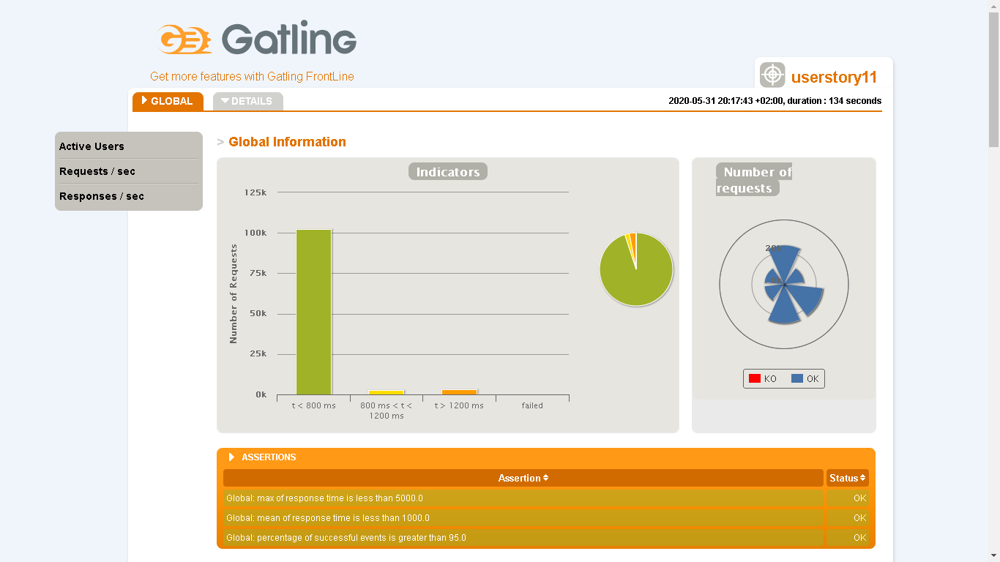 Gatling
Get more features with Gatling FrontLine
userstory11
GLOBAL
DETAILS
2020-05-31 20:17:43 +02:00, duration : 134 seconds
Active Users
Requests / sec
Responses / sec
> Global Information
Indicators
125k
100k
75k
50k
25k
0k
Number of Requests
t < 800 ms
800 ms < t <
1200 ms
t > 1200 ms
failed
Number of
requests
KO
OK
ASSERTIONS
Assertion
Status
Global: max of response time is less than 5000.0
OK
Global: mean of response time is less than 1000.0
OK
Global: percentage of successful events is greater than 95.0
OK